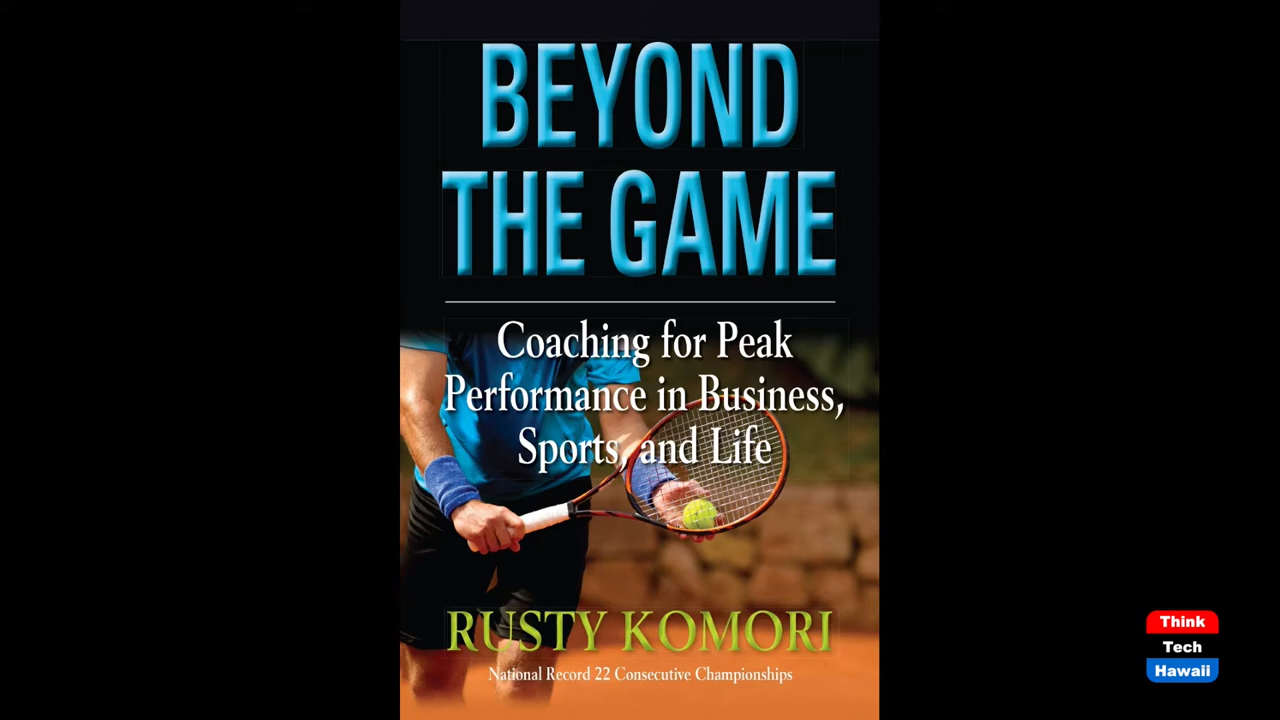 BEYOND
THE GAME
Coaching for Peak
Performance in Business,
Sports, and Life
RUSTY KOMORI
National Record 22 Consecutive Championships
Think
Tech
Hawaii